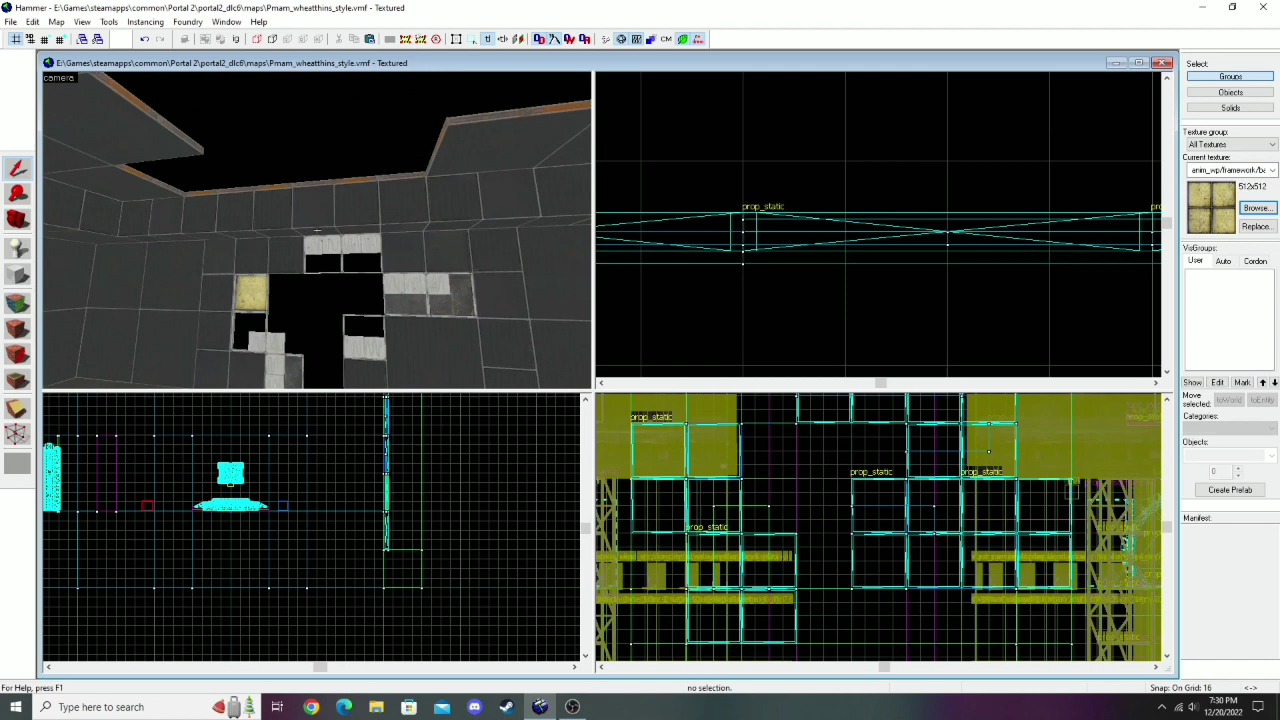 Hammer - E:\Games\steamapps\common\Portal 2\portal2_dlc6\maps\Pmam_wheatthins_style.vmf - Textured
File Edit Map View Tools Instancing Foundry Window Help
E:\Games\steamapps\common\Portal 2\portal2_dlc6\maps\Pmam_wheatthins_style.vmf - Textured
camera
prop_static
Select:
Groups
Objects
Solids
Texture group:
All Textures
Current texture:
anim_wp/framework/ba
512x512
Browse...
Replace...
VisGroups:
User Auto Cordon
Show Edit Mark
Move selected: toWorld toEntity
Categories:
Objects:
0
Create Prefab
Manifest:
prop_static
prop_static
prop_static
prop_static
For Help, press F1
no selection.
Snap: On Grid: 16
<->
Type here to search
7:30 PM
12/20/2022